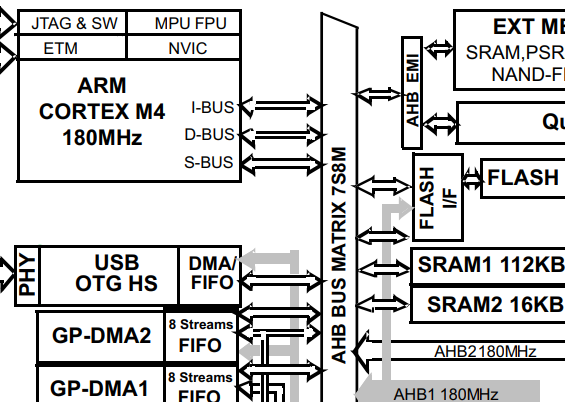 JTAG & SW
MPU FPU
ETM
NVIC
ARM
CORTEX M4
180MHz
I-BUS
D-BUS
S-BUS
AHB BUS MATRIX 7S8M
AHB EMI
EXT ME
SRAM,PSR
NAND-F
Qu
FLASH
I/F
FLASH
SRAM1 112KB
SRAM2 16KB
AHB2180MHz
AHB1 180MHz
PHY
USB
OTG HS
DMA/
FIFO
GP-DMA2
8 Streams
FIFO
GP-DMA1
8 Streams
FIFO